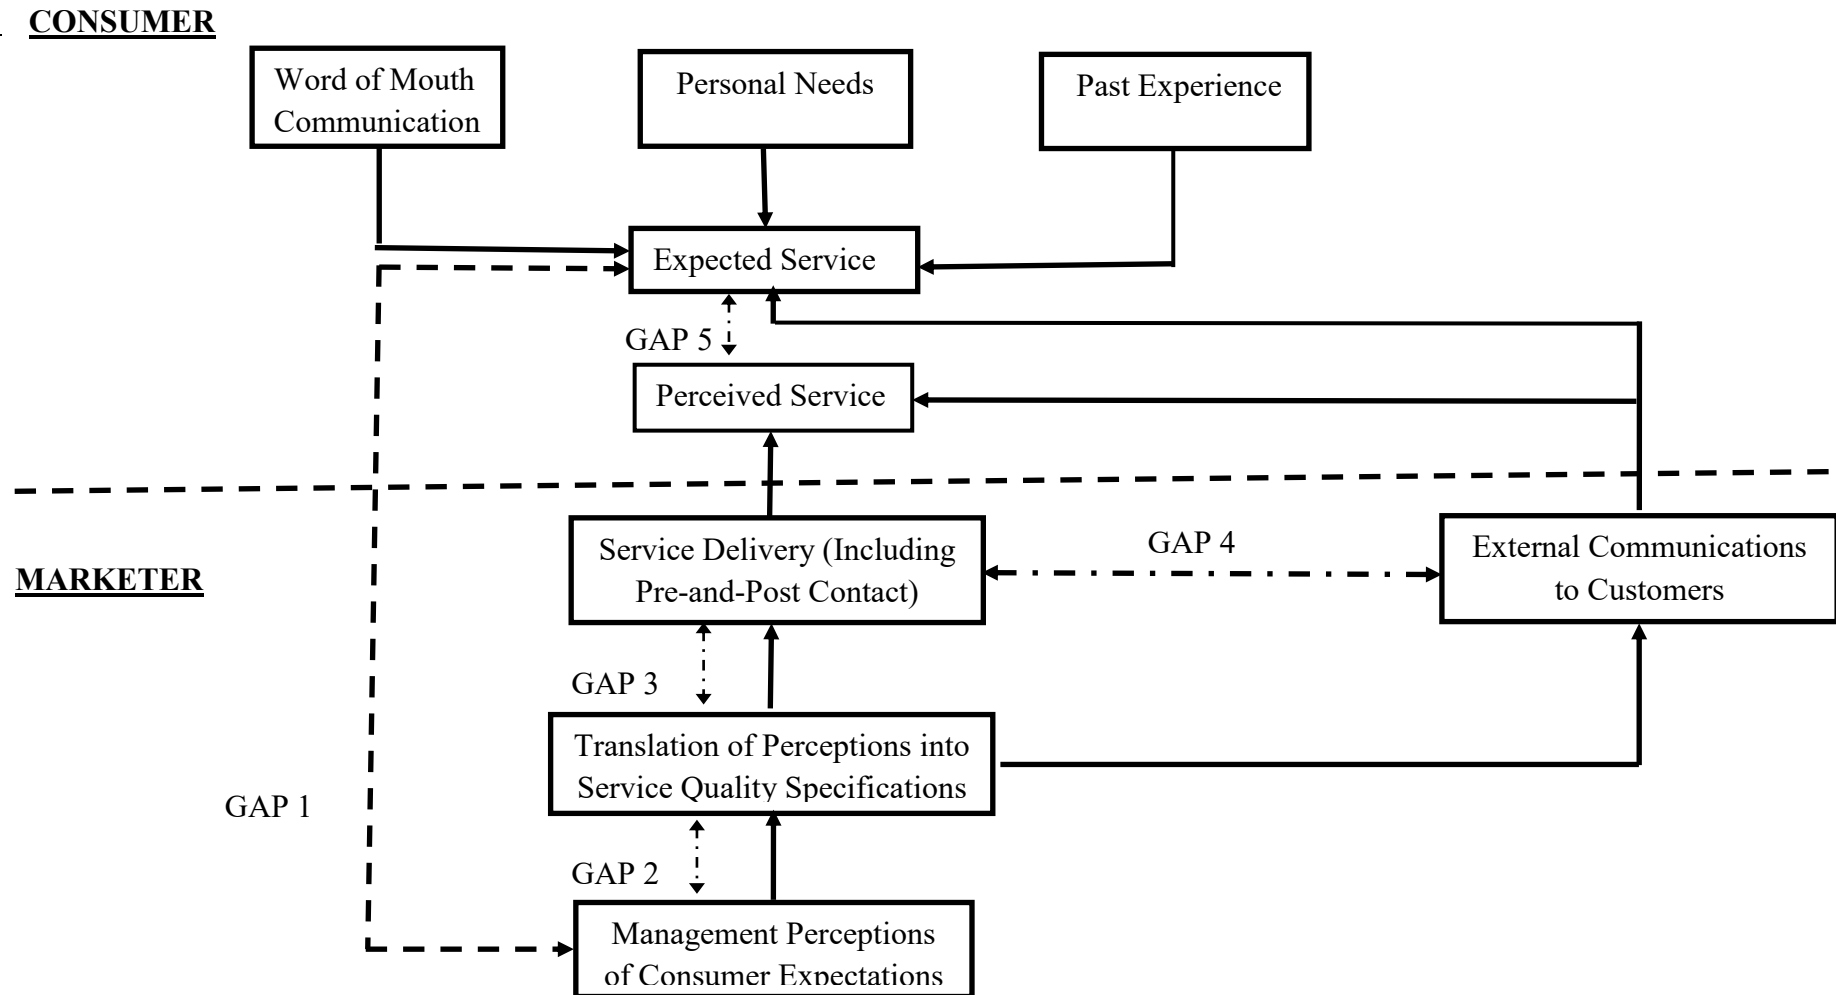 CONSUMER
Word of Mouth
Communication
Personal Needs
Past Experience
Expected Service
GAP 5
Perceived Service
MARKETER
Service Delivery (Including
Pre-and-Post Contact)
GAP 4
External Communications
to Customers
GAP 3
Translation of Perceptions into
Service Quality Specifications
GAP 1
GAP 2
Management Perceptions
of Consumer Expectations